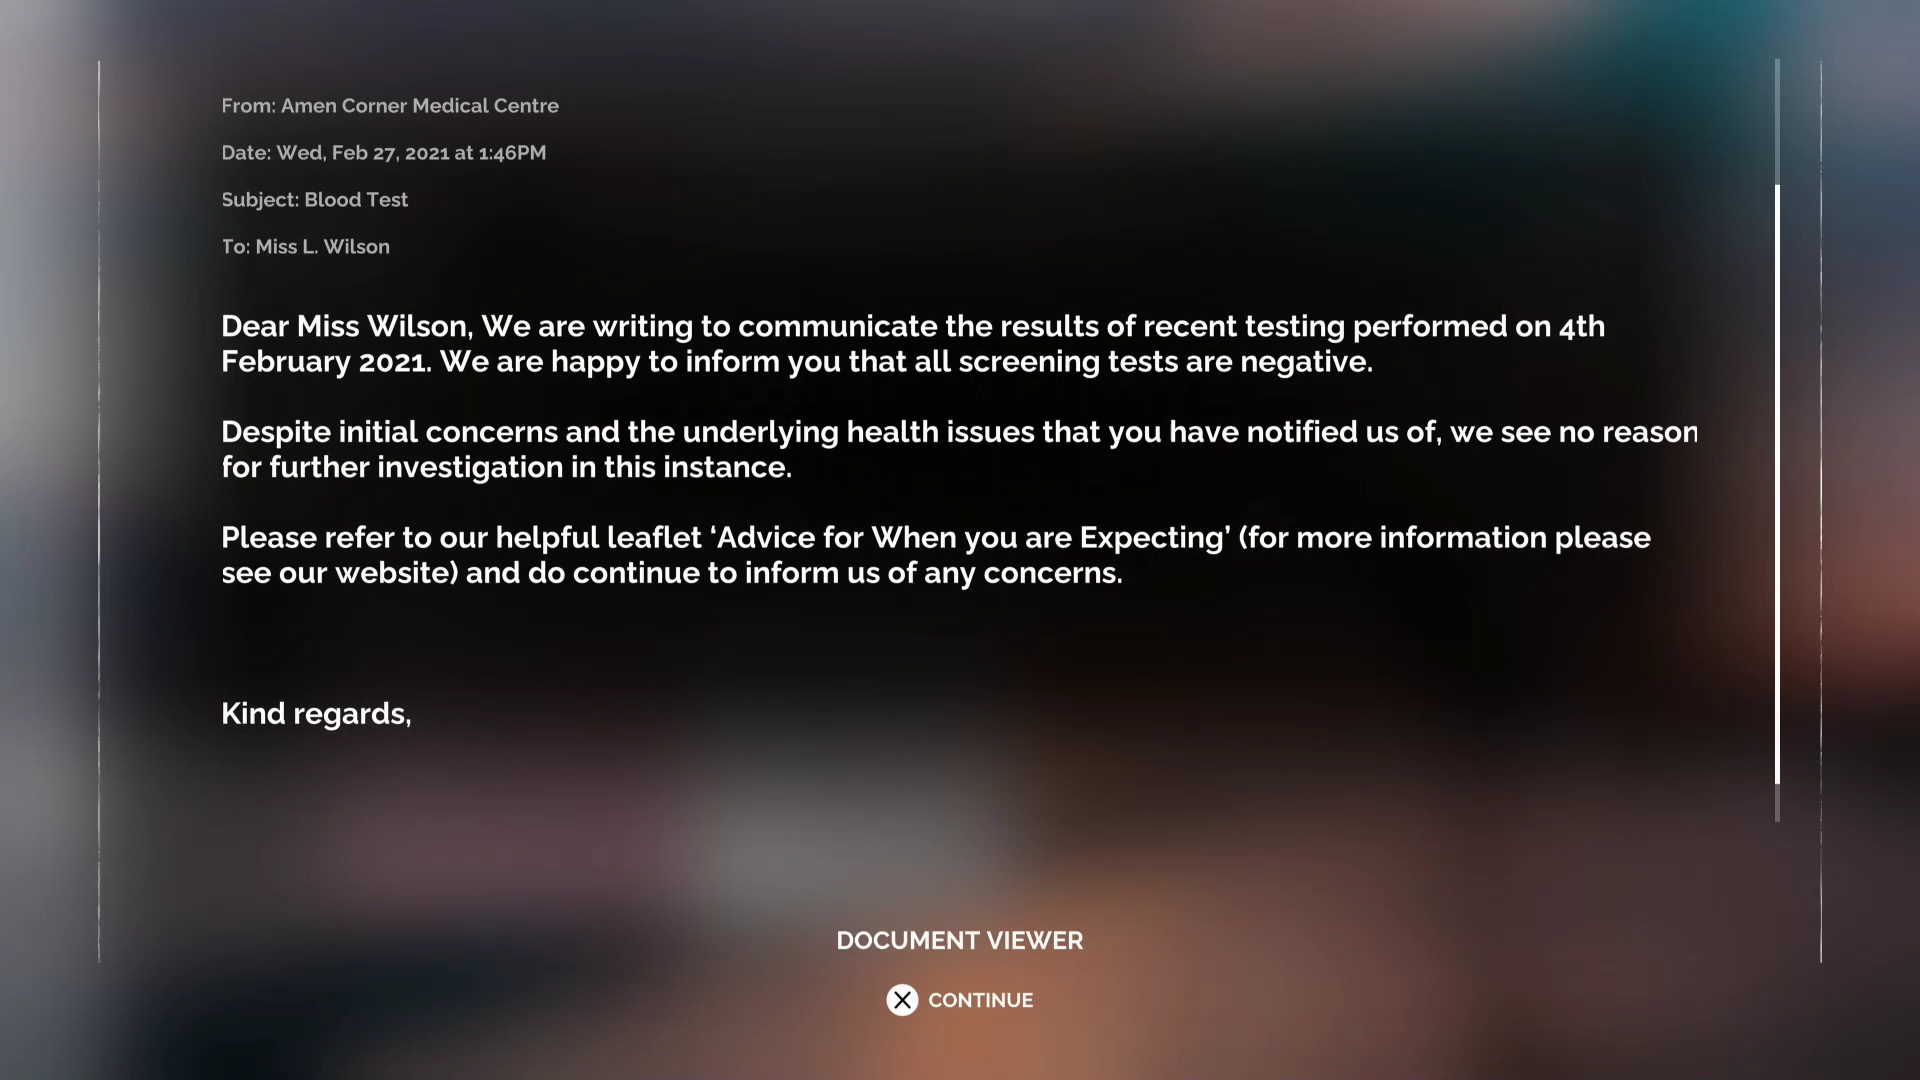 From: Amen Corner Medical Centre
Date: Wed, Feb 27, 2021 at 1:46PM
Subject: Blood Test
To: Miss L. Wilson
Dear Miss Wilson, We are writing to communicate the results of recent testing performed on 4th
February 2021. We are happy to inform you that all screening tests are negative.
Despite initial concerns and the underlying health issues that you have notified us of, we see no reason
for further investigation in this instance.
Please refer to our helpful leaflet ‘Advice for When you are Expecting’ (for more information please
see our website) and do continue to inform us of any concerns.
Kind regards,
DOCUMENT VIEWER
CONTINUE